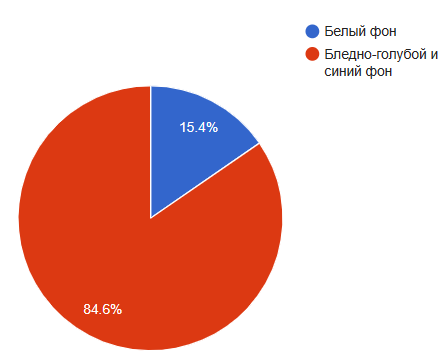 Белый фон
Бледно-голубой и
синий фон
15.4%
84.6%